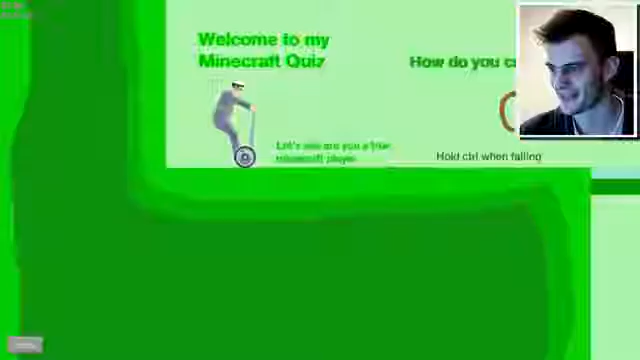 Welcome to my
Minecraft Quiz
How do you
Let's see are you a true
minecraft player
Hold ctrl when falling